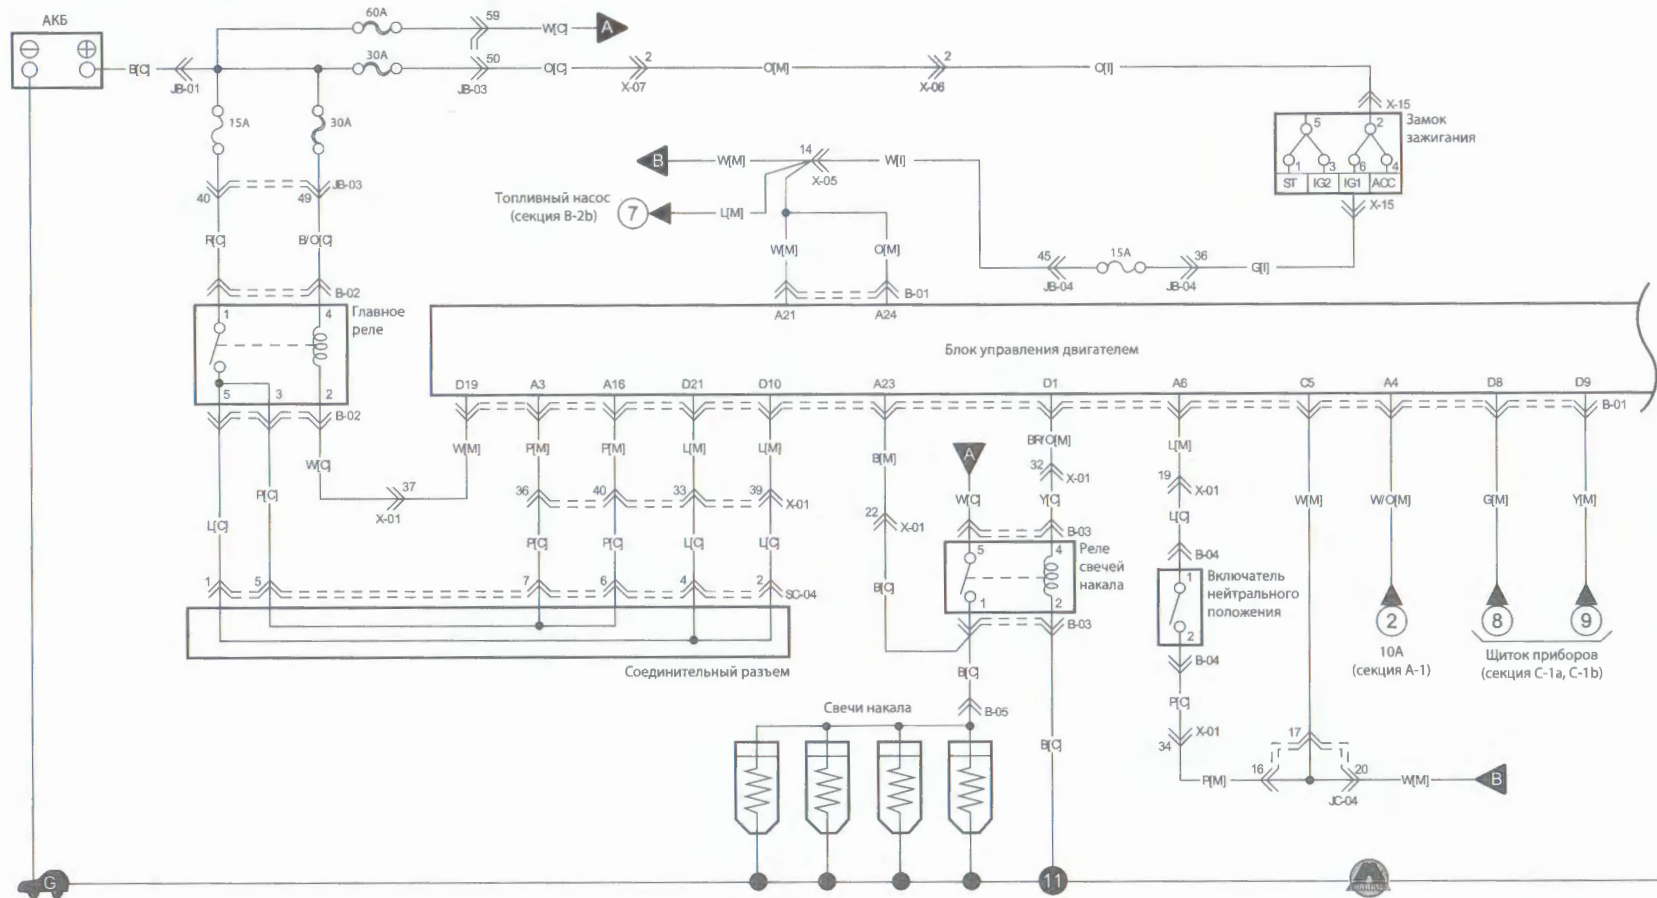 АКБ
60A
59
W[C]
A
B[C]
JB-01
30A
50
JB-03
O[C]
2
X-07
O[M]
2
X-06
O[I]
X-15
15A
30A
Замок
зажигания
5
2
1
3
6
4
ST
IG2
IG1
ACC
X-15
B
W[M]
14
X-05
W[I]
Топливный насос
(секция B-2b)
7
L[M]
40
49
JB-03
R[C]
B/O[C]
W[M]
O[M]
45
JB-04
15A
36
JB-04
G[I]
B-02
B-01
1
4
Главное
реле
A21
A24
Блок управления двигателем
5
3
2
B-02
D19
A3
A16
D21
D10
A23
D1
A6
C5
A4
D8
D9
B-01
W[C]
P[C]
L[C]
37
X-01
W[M]
P[M]
P[M]
L[M]
L[M]
B[M]
A
BR/O[M]
L[M]
36
40
33
39
X-01
22
X-01
W[C]
32
X-01
Y[C]
19
X-01
L[C]
W[M]
W/O[M]
G[M]
Y[M]
P[C]
P[C]
L[C]
L[C]
B[C]
B-03
5
4
1
2
Реле
свечей
накала
B-03
B-04
1
2
Включатель
нейтрального
положения
B-04
1
5
7
6
4
2
SC-04
Соединительный разъем
2
10A
(секция A-1)
8
9
Щиток приборов
(секция C-1a, C-1b)
B[C]
B-05
Свечи накала
B[C]
P[C]
X-01
34
P[M]
16
17
20
JC-04
W[M]
B
G
11